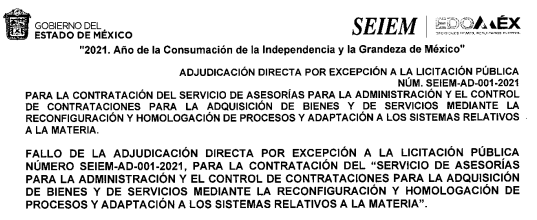 GOBIERNO DEL
ESTADO DE MÉXICO
SEIEM
EDOMÉX
"2021. Año de la Consumación de la Independencia y la Grandeza de México"
ADJUDICACIÓN DIRECTA POR EXCEPCIÓN A LA LICITACIÓN PÚBLICA
NÚM. SEIEM-AD-001-2021
PARA LA CONTRATACIÓN DEL SERVICIO DE ASESORÍAS PARA LA ADMINISTRACIÓN Y EL CONTROL
DE CONTRATACIONES PARA LA ADQUISICIÓN DE BIENES Y DE SERVICIOS MEDIANTE LA
RECONFIGURACIÓN Y HOMOLOGACIÓN DE PROCESOS Y ADAPTACIÓN A LOS SISTEMAS RELATIVOS
A LA MATERIA.
FALLO DE LA ADJUDICACIÓN DIRECTA POR EXCEPCIÓN A LA LICITACIÓN PÚBLICA
NÚMERO SEIEM-AD-001-2021, PARA LA CONTRATACIÓN DEL “SERVICIO DE ASESORÍAS
PARA LA ADMINISTRACIÓN Y EL CONTROL DE CONTRATACIONES PARA LA ADQUISICIÓN
DE BIENES Y DE SERVICIOS MEDIANTE LA RECONFIGURACIÓN Y HOMOLOGACIÓN DE
PROCESOS Y ADAPTACIÓN A LOS SISTEMAS RELATIVOS A LA MATERIA”.